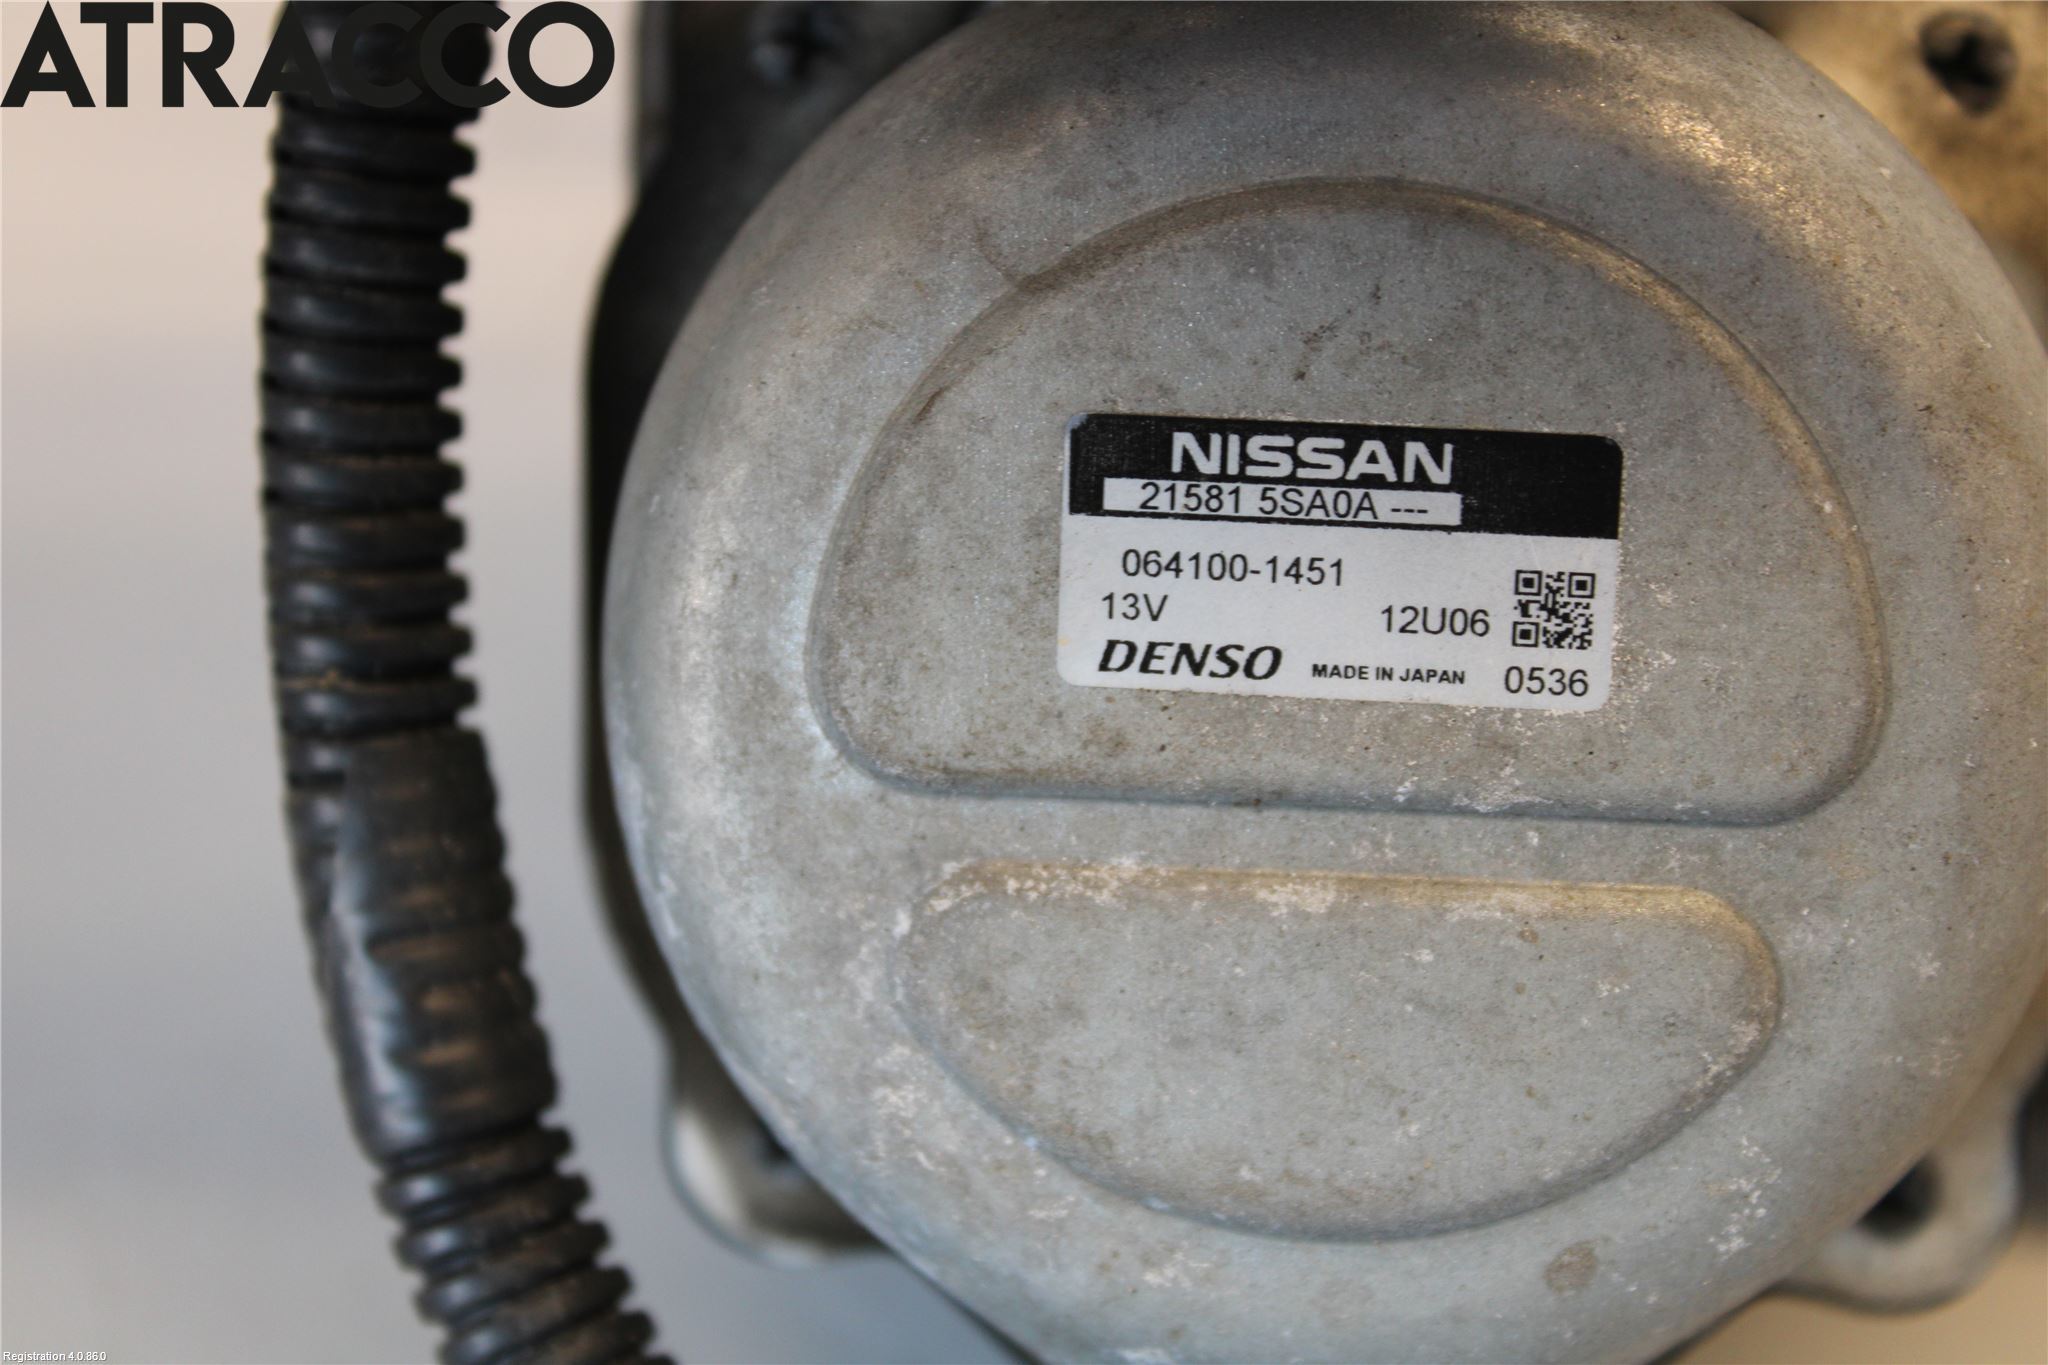 ATRACCO
NISSAN
21581 5SA0A ---
064100-1451
13V 12U06
DENSO MADE IN JAPAN 0536
Registration 4.0.86.0